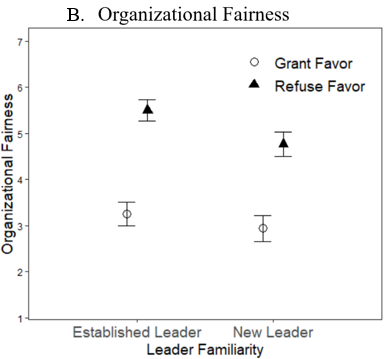 B. Organizational Fairness
7
6
5
4
3
2
1
Organizational Fairness
Grant Favor
Refuse Favor
Established Leader
New Leader
Leader Familiarity